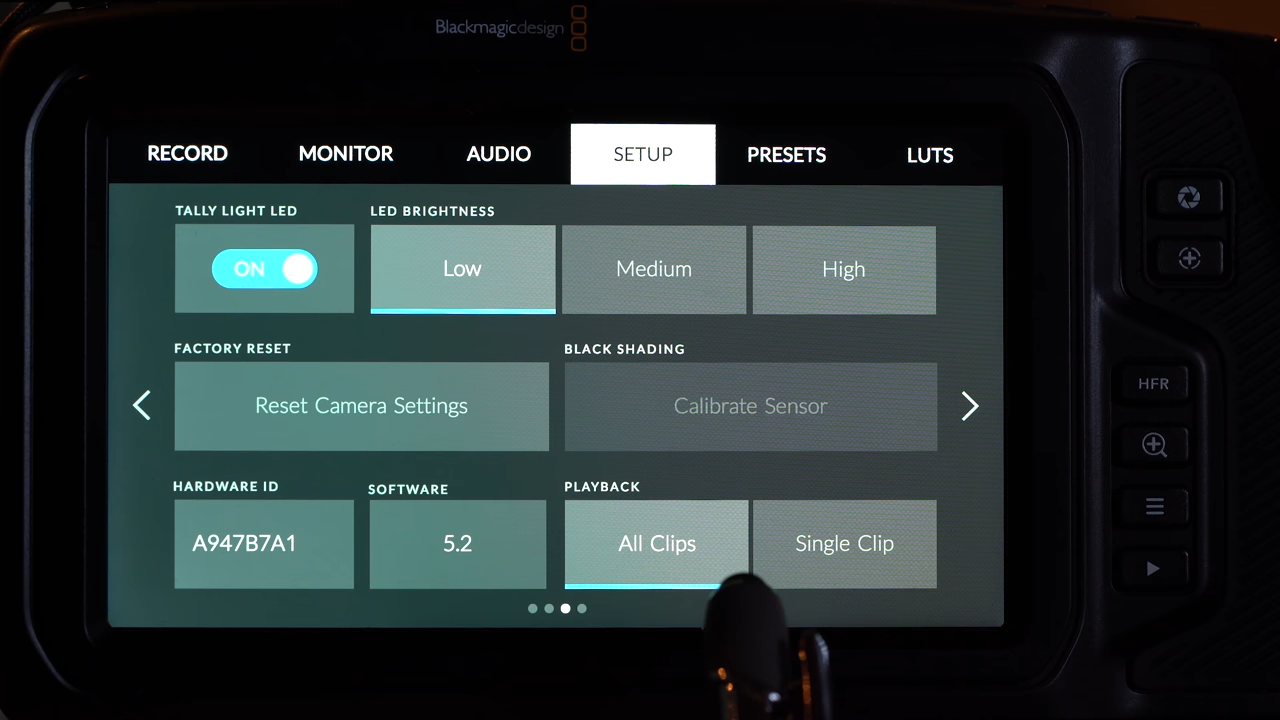 Blackmagicdesign
RECORD MONITOR AUDIO SETUP PRESETS LUTS
TALLY LIGHT LED LED BRIGHTNESS
ON Low Medium High
FACTORY RESET BLACK SHADING
Reset Camera Settings Calibrate Sensor
HFR
HARDWARE ID SOFTWARE PLAYBACK
A947B7A1 5.2 All Clips Single Clip